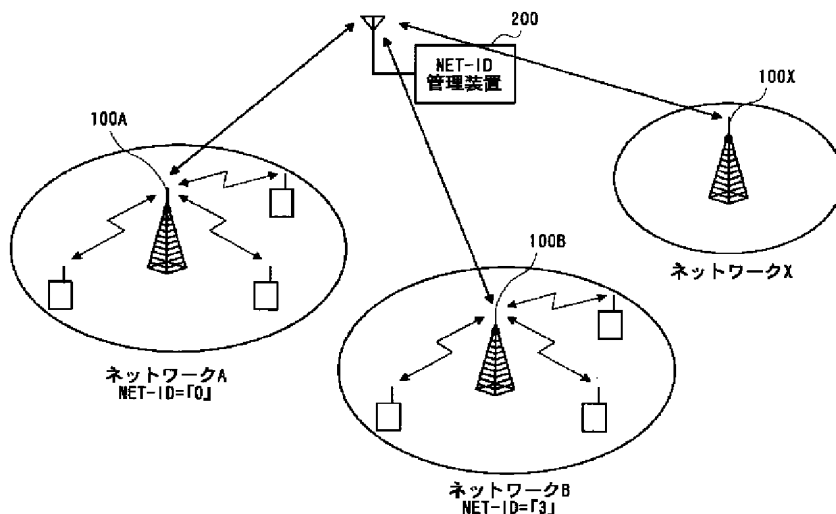 200
NET-ID
管理装置
100X
100A
ネットワークX
100B
ネットワークA
NET-ID=「0」
ネットワークB
NET-ID=「3」